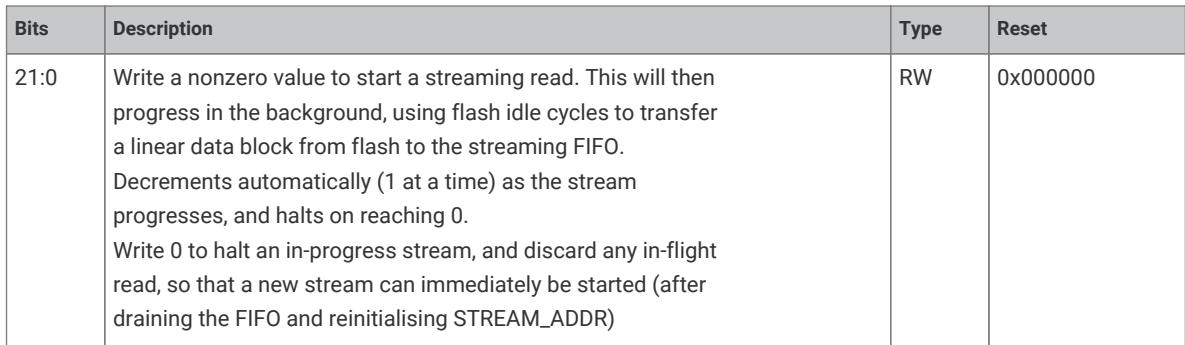 Bits Description Type Reset
21:0 Write a nonzero value to start a streaming read. This will then RW 0x000000
progress in the background, using flash idle cycles to transfer
a linear data block from flash to the streaming FIFO.
Decrements automatically (1 at a time) as the stream
progresses, and halts on reaching 0.
Write 0 to halt an in-progress stream, and discard any in-flight
read, so that a new stream can immediately be started (after
draining the FIFO and reinitialising STREAM_ADDR)